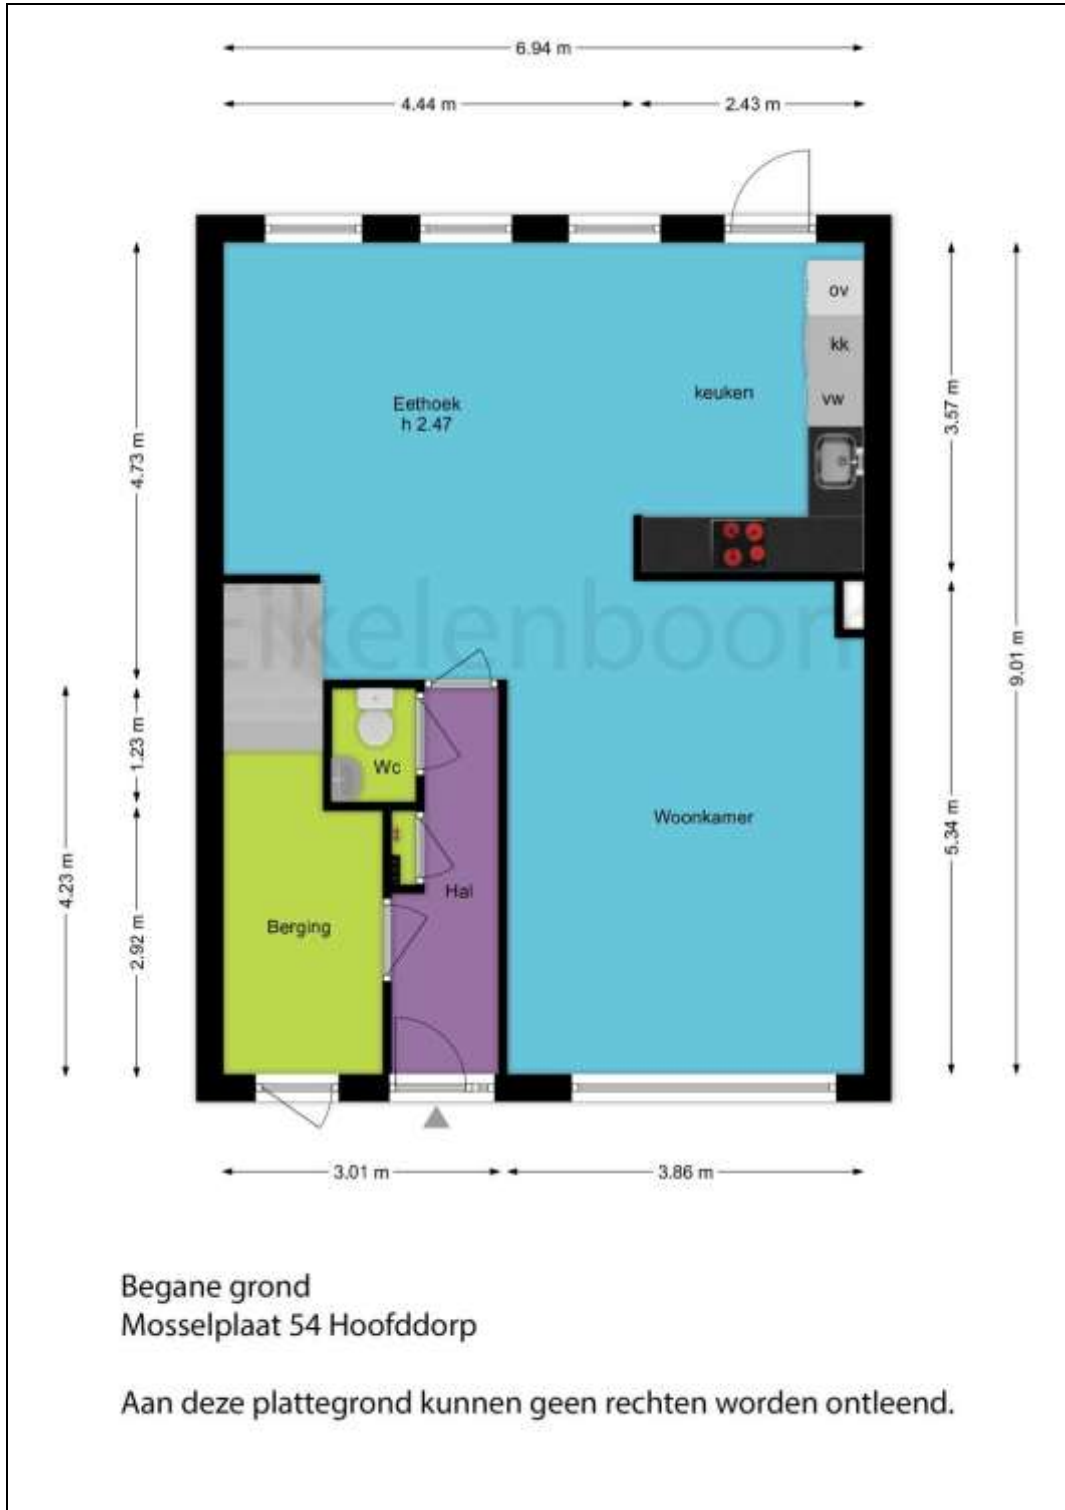 6.94 m
4.44 m
2.43 m
ov
kk
vw
keuken
Eethoek
h 2.47
4.73 m
3.57 m
9.01 m
Eikelenboom
1.23 m
Wc
Woonkamer
5.34 m
4.23 m
Hal
Berging
2.92 m
3.01 m
3.86 m
Begane grond
Mosselplaat 54 Hoofddorp
Aan deze plattegrond kunnen geen rechten worden ontleend.